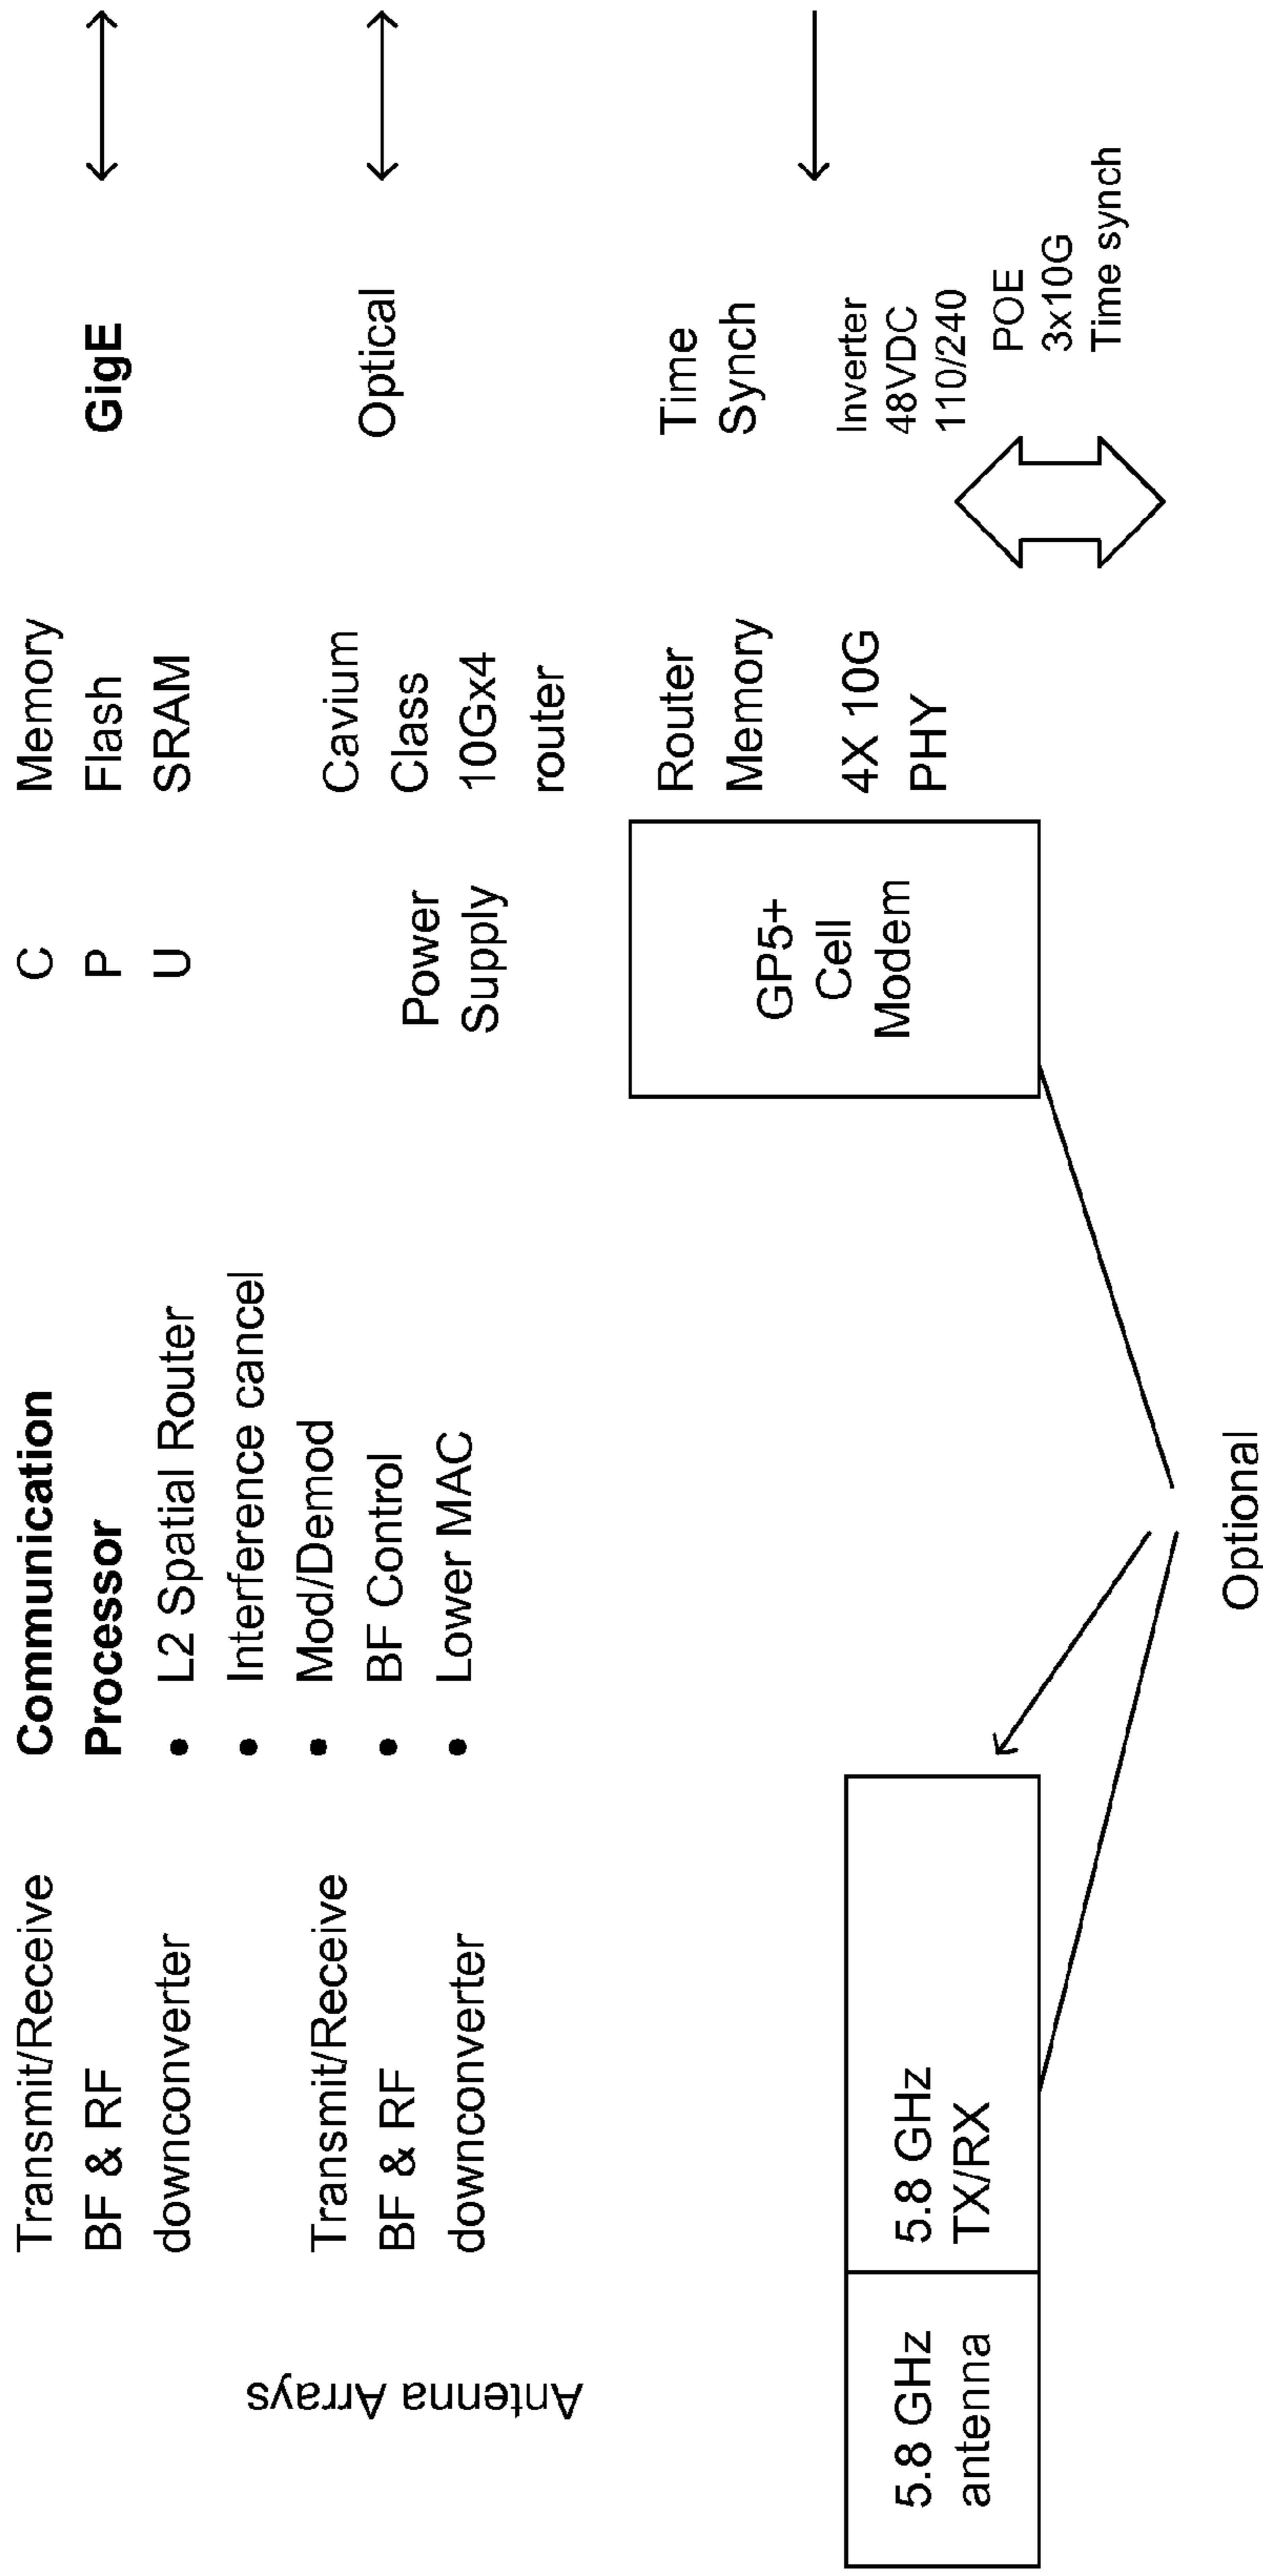 Antenna Arrays
Transmit/Receive
BF & RF
downconverter
Transmit/Receive
BF & RF
downconverter
Communication
Processor
• L2 Spatial Router
• Interference cancel
• Mod/Demod
• BF Control
• Lower MAC
C
P
U
Memory
Flash
SRAM
GigE
Power
Supply
Cavium
Class
10Gx4
router
Optical
Router
Memory
Time
Synch
GP5+
Cell
Modem
4X 10G
PHY
Inverter
48VDC
110/240
POE
3x10G
Time synch
5.8 GHz
antenna
5.8 GHz
TX/RX
Optional